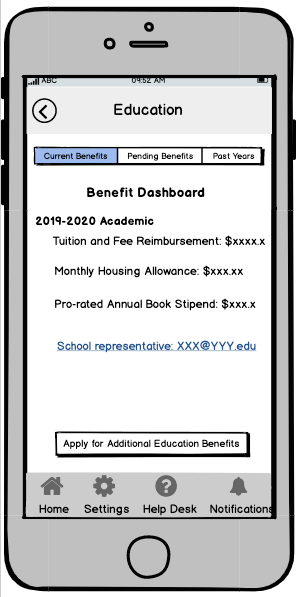 ABC 09:52 AM
Education
Current Benefits Pending Benefits Past Years
Benefit Dashboard
2019-2020 Academic
Tuition and Fee Reimbursement: $xxxx.x
Monthly Housing Allowance: $xxx.xx
Pro-rated Annual Book Stipend: $xxx.x
School representative: XXX@YYY.edu
Apply for Additional Education Benefits
Home Settings Help Desk Notifications